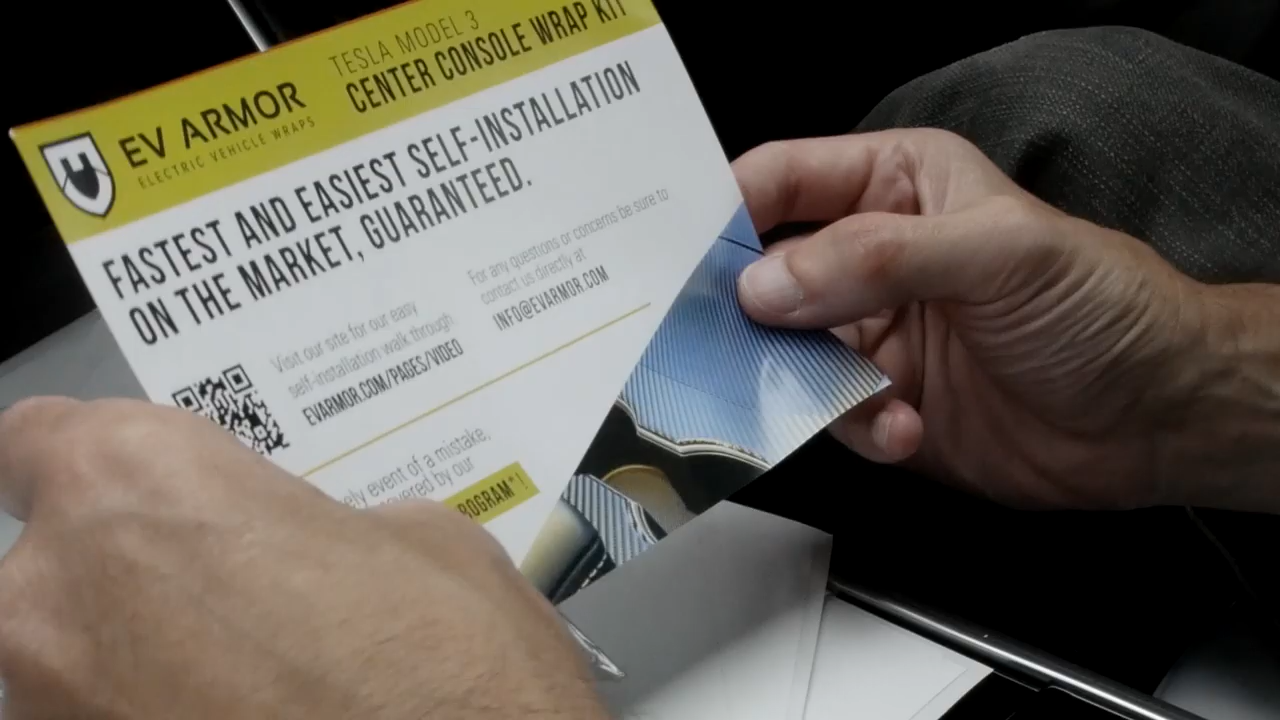 TESLA MODEL 3
CENTER CONSOLE WRAP KIT
EV ARMOR
ELECTRIC VEHICLE WRAPS
FASTEST AND EASIEST SELF-INSTALLATION
ON THE MARKET, GUARANTEED.
Visit our site for our easy
self-installation walk through
EVARMOR.COM/PAGES/VIDEO
For any questions or concerns be sure to
contact us directly at
INFO@EVARMOR.COM
event of a mistake,
by our